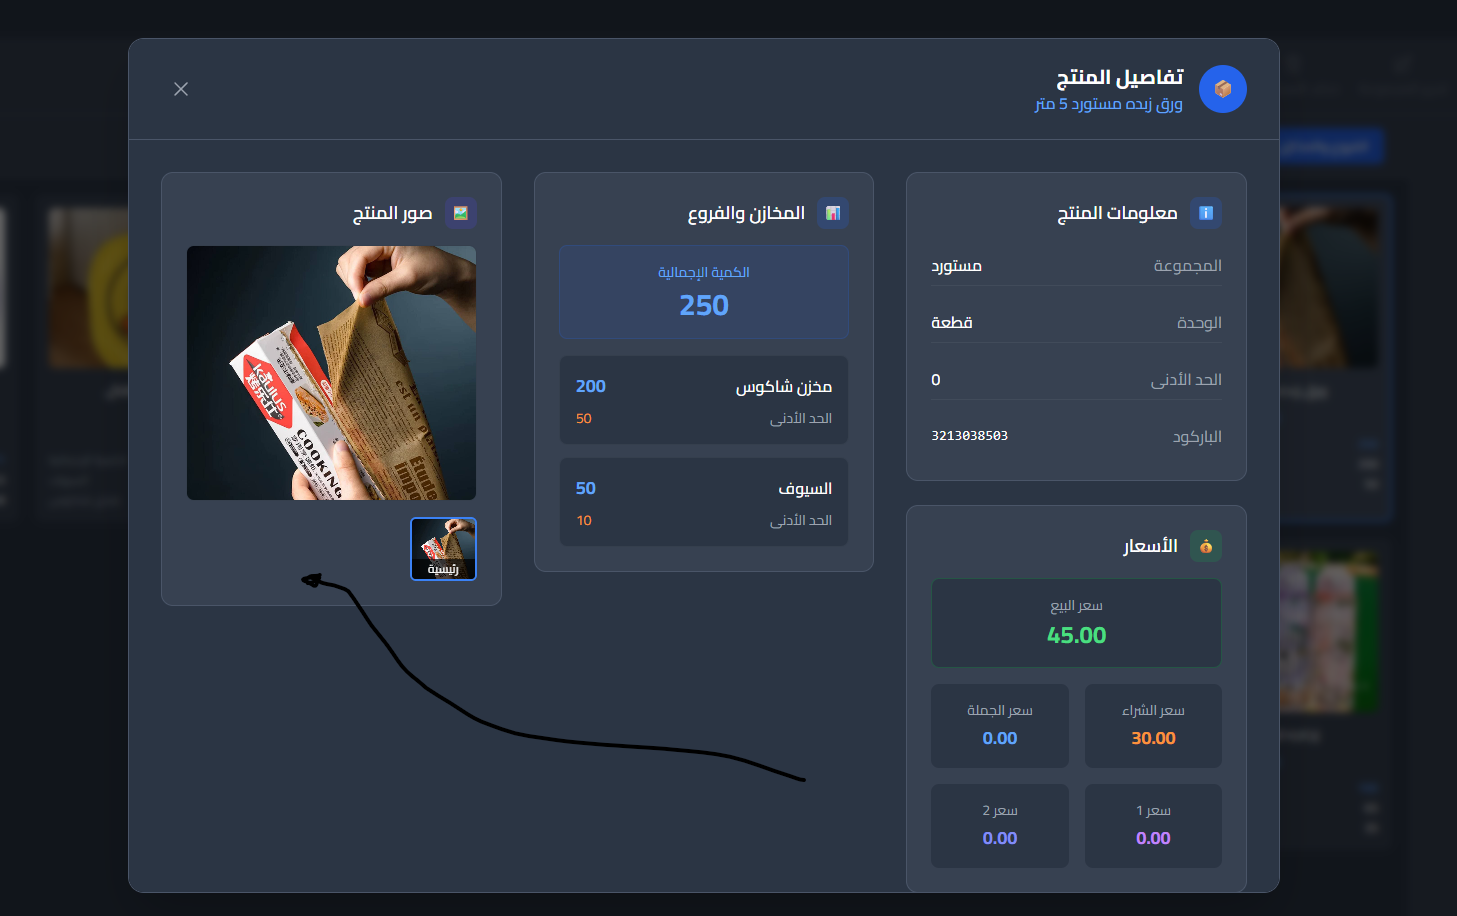 تفاصيل المنتج
ورق زبده مستورد 5 متر
معلومات المنتج
المجموعة مستورد
الوحدة قطعة
الحد الأدنى 0
الباركود 3213038503
الأسعار
سعر البيع
45.00
سعر الشراء سعر الجملة
30.00 0.00
سعر 1 سعر 2
0.00 0.00
المخازن والفروع
الكمية الإجمالية
250
مخزن شاكوس 200
الحد الأدنى 50
السيوف 50
الحد الأدنى 10
صور المنتج
kaulus
COOKING
رئيسية